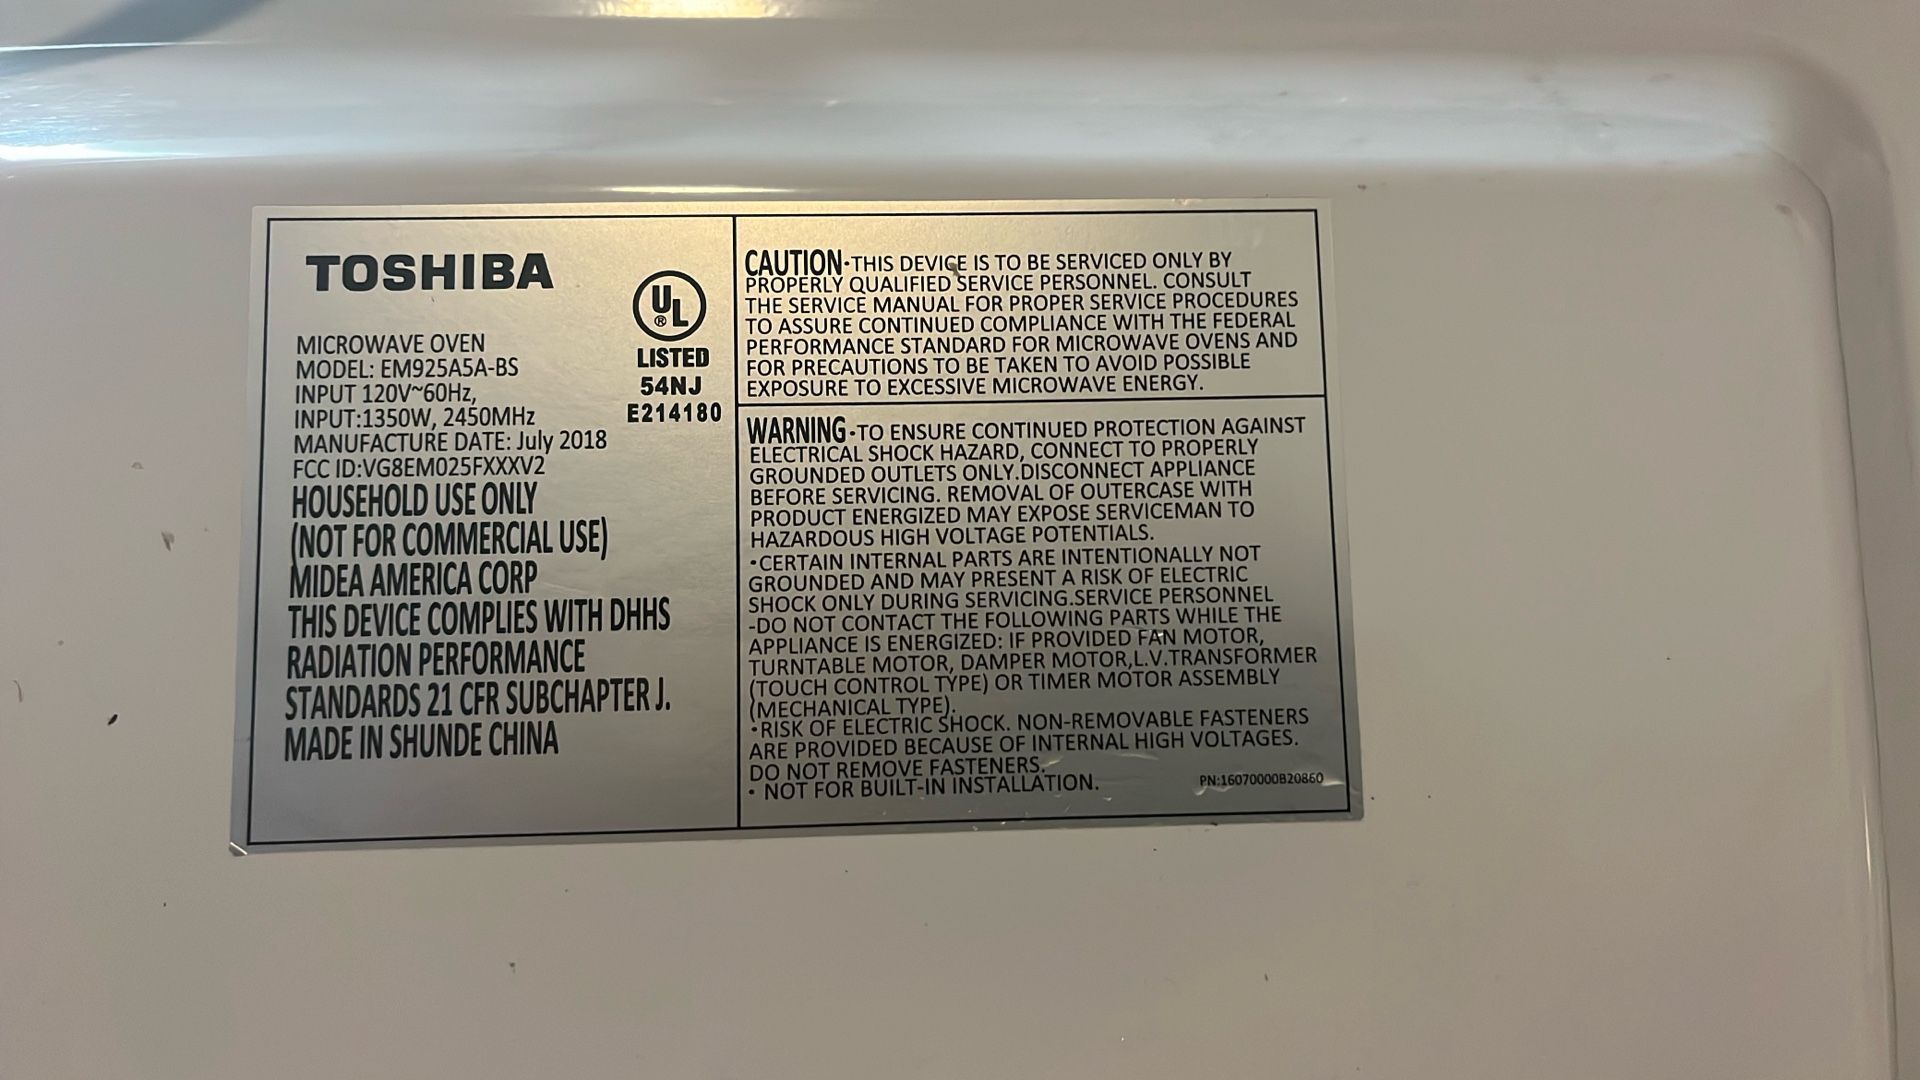 TOSHIBA
MICROWAVE OVEN
MODEL: EM925A5A-BS
INPUT 120V~60Hz,
INPUT:1350W, 2450MHz
MANUFACTURE DATE: July 2018
FCC ID:VG8EM025FXXXV2
HOUSEHOLD USE ONLY
(NOT FOR COMMERCIAL USE)
MIDEA AMERICA CORP
THIS DEVICE COMPLIES WITH DHHS
RADIATION PERFORMANCE
STANDARDS 21 CFR SUBCHAPTER J.
MADE IN SHUNDE CHINA
UL
®
LISTED
54NJ
E214180
CAUTION·THIS DEVICE IS TO BE SERVICED ONLY BY
PROPERLY QUALIFIED SERVICE PERSONNEL. CONSULT
THE SERVICE MANUAL FOR PROPER SERVICE PROCEDURES
TO ASSURE CONTINUED COMPLIANCE WITH THE FEDERAL
PERFORMANCE STANDARD FOR MICROWAVE OVENS AND
FOR PRECAUTIONS TO BE TAKEN TO AVOID POSSIBLE
EXPOSURE TO EXCESSIVE MICROWAVE ENERGY.
WARNING·TO ENSURE CONTINUED PROTECTION AGAINST
ELECTRICAL SHOCK HAZARD, CONNECT TO PROPERLY
GROUNDED OUTLETS ONLY.DISCONNECT APPLIANCE
BEFORE SERVICING. REMOVAL OF OUTERCASE WITH
PRODUCT ENERGIZED MAY EXPOSE SERVICEMAN TO
HAZARDOUS HIGH VOLTAGE POTENTIALS.
·CERTAIN INTERNAL PARTS ARE INTENTIONALLY NOT
GROUNDED AND MAY PRESENT A RISK OF ELECTRIC
SHOCK ONLY DURING SERVICING.SERVICE PERSONNEL
-DO NOT CONTACT THE FOLLOWING PARTS WHILE THE
APPLIANCE IS ENERGIZED: IF PROVIDED FAN MOTOR,
TURNTABLE MOTOR, DAMPER MOTOR,L.V.TRANSFORMER
(TOUCH CONTROL TYPE) OR TIMER MOTOR ASSEMBLY
(MECHANICAL TYPE).
·RISK OF ELECTRIC SHOCK. NON-REMOVABLE FASTENERS
ARE PROVIDED BECAUSE OF INTERNAL HIGH VOLTAGES.
DO NOT REMOVE FASTENERS.
· NOT FOR BUILT-IN INSTALLATION.
PN:16070000B20860